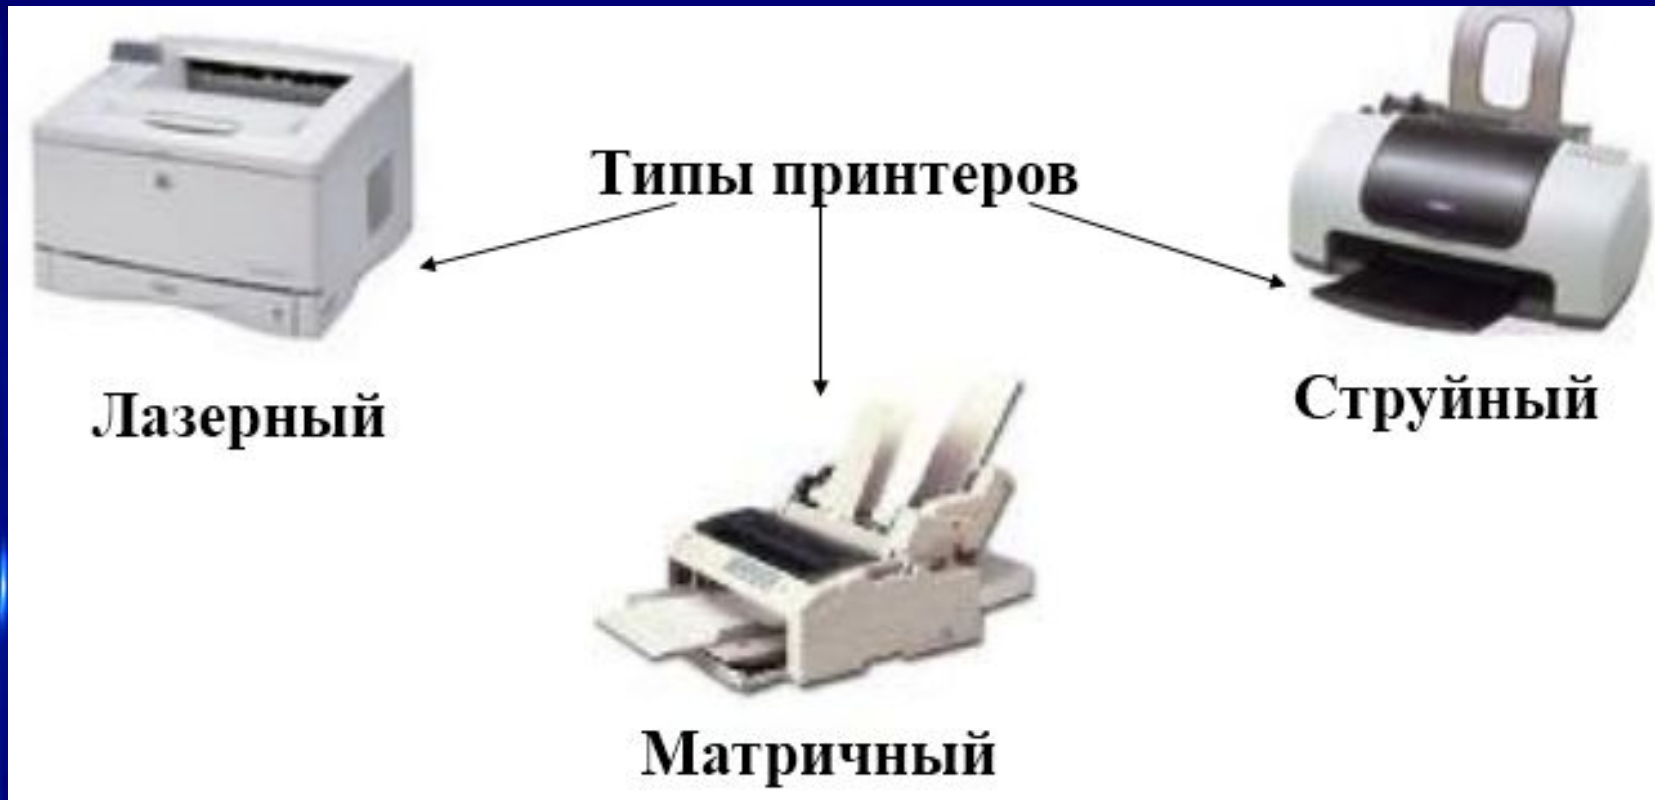 Типы принтеров
Лазерный
Струйный
Матричный